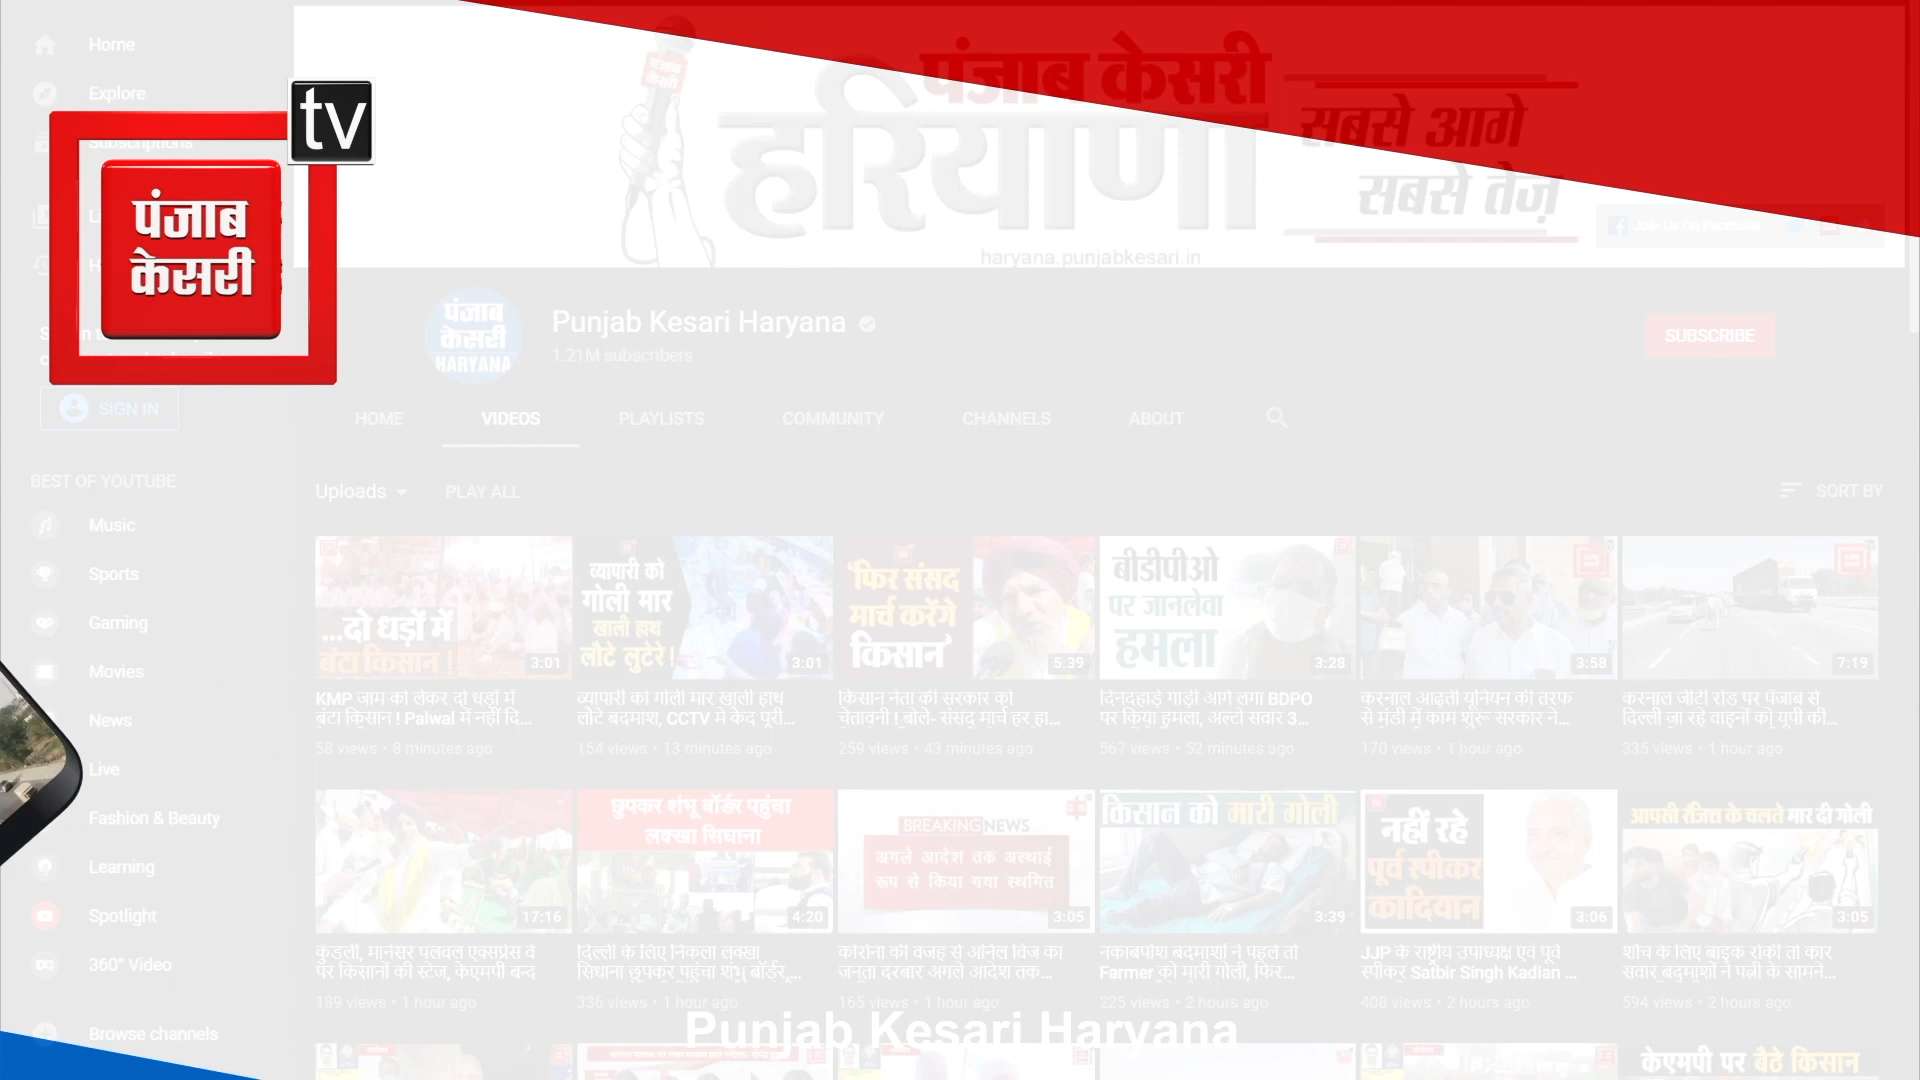 Home
Explore
Subscriptions
tv
पंजाब
केसरी
SIGN IN
BEST OF YOUTUBE
Music
Sports
Gaming
Movies
News
Live
Fashion & Beauty
Learning
Spotlight
360° Video
Browse channels
पंजाब केसरी
हरियाणा
सबसे आगे
सबसे तेज़
haryana.punjabkesari.in
Join Us On Facebook
पंजाब
केसरी
HARYANA
Punjab Kesari Haryana
1.21M subscribers
SUBSCRIBE
HOME VIDEOS PLAYLISTS COMMUNITY CHANNELS ABOUT
Uploads PLAY ALL SORT BY
...दो धड़ों में
बंटा किसान !
3:01
व्यापारी को
गोली मार
खाली हाथ
लौटे लुटेरे !
3:01
'फिर संसद
मार्च करेंगे
किसान'
5:39
बीडीपीओ
पर जानलेवा
हमला
3:28
3:58
7:19
KMP जाम को लेकर दो धड़ों में
बंटा किसान ! Palwal में नहीं दि...
58 views • 8 minutes ago
व्यापारी को गोली मार खाली हाथ
लौटे बदमाश, CCTV में कैद पूरी...
154 views • 13 minutes ago
किसान नेता की सरकार को
चेतावनी ! बोले- संसद मार्च हर हा...
259 views • 43 minutes ago
दिनदहाड़े गाड़ी आगे लगा BDPO
पर किया हमला, अल्टो सवार 3...
567 views • 52 minutes ago
करनाल आढ़ती यूनियन की तरफ
से मंडी में काम शुरू सरकार ने...
170 views • 1 hour ago
करनाल जीटी रोड पर पंजाब से
दिल्ली जा रहे वाहनों को यूपी की...
335 views • 1 hour ago
17:16
छुपकर शंभू बॉर्डर पहुंचा
लक्खा सिधाना
4:20
BREAKING NEWS
अगले आदेश तक अस्थाई
रूप से किया गया स्थगित
3:05
किसान को मारी गोली
3:39
नहीं रहे
पूर्व स्पीकर
कादियान
3:06
आपसी रंजिश के चलते मार दी गोली
3:05
कुंडली, मानेसर पलवल एक्सप्रेस वे
पर किसानों की स्टेज, केएमपी बन्द
189 views • 1 hour ago
दिल्ली के लिए निकला लक्खा
सिधाना छुपकर पहुंचा शंभू बॉर्डर,...
336 views • 1 hour ago
कोरोना की वजह से अनिल विज का
जनता दरबार अगले आदेश तक...
165 views • 1 hour ago
नकाबपोश बदमाशों ने पहले तो
Farmer को मारी गोली, फिर...
225 views • 2 hours ago
JJP के राष्ट्रीय उपाध्यक्ष एवं पूर्व
स्पीकर Satbir Singh Kadian ...
408 views • 2 hours ago
शौच के लिए बाइक रोकी तो कार
सवार बदमाशों ने पत्नी के सामने...
594 views • 2 hours ago
Punjab Kesari Haryana
केएमपी पर बैठे किसान